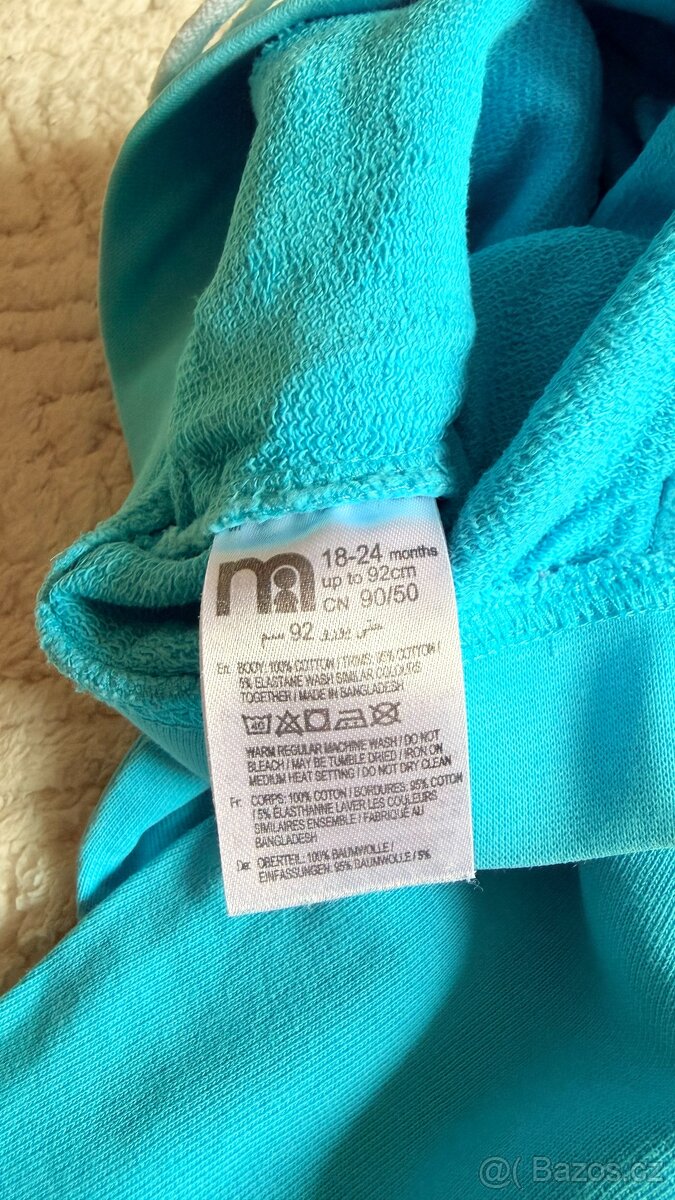 m
18-24 months
up to 92cm
CN 90/50
92 سم
En: BODY: 100% COTTON / TRIMS: 95% COTTON /
5% ELASTANE WASH SIMILAR COLOURS
TOGETHER / MADE IN BANGLADESH
40
WARM REGULAR MACHINE WASH / DO NOT
BLEACH / MAY BE TUMBLE DRIED / IRON ON
MEDIUM HEAT SETTING / DO NOT DRY CLEAN
Fr: CORPS: 100% COTON / BORDURES: 95% COTON
/ 5% ÉLASTHANNE LAVER LES COULEURS
SIMILAIRES ENSEMBLE / FABRIQUÉ AU
BANGLADESH
De: OBERTEIL: 100% BAUMWOLLE /
EINFASSUNGEN: 95% BAUMWOLLE / 5%
@( Bazos.cz